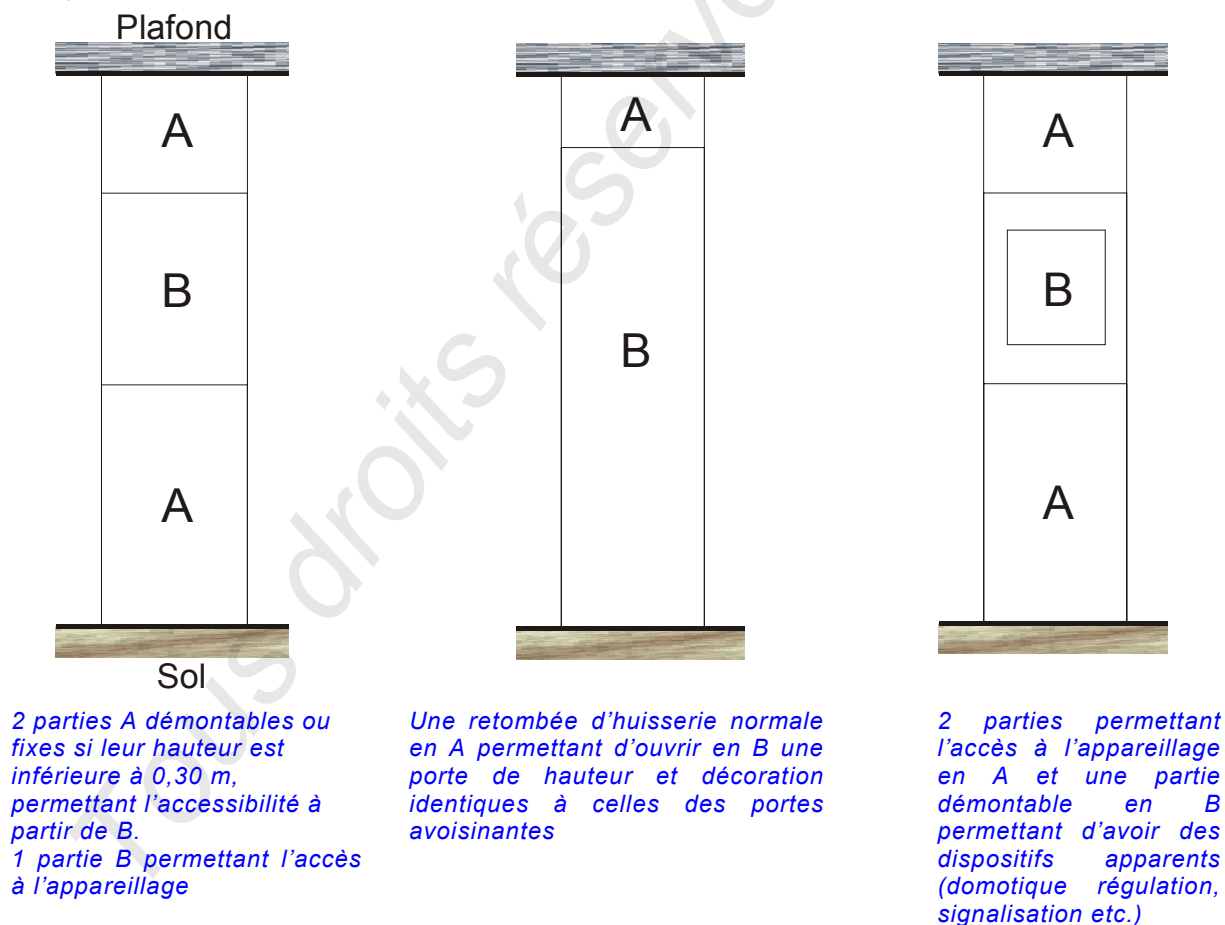 Plafond
A
B
A
Sol
A
B
A
B
A
2 parties A démontables ou
fixes si leur hauteur est
inférieure à 0,30 m,
permettant l’accessibilité à
partir de B.
1 partie B permettant l’accès
à l’appareillage
Une retombée d’huisserie normale
en A permettant d’ouvrir en B une
porte de hauteur et décoration
identiques à celles des portes
avoisinantes
2 parties permettant
l’accès à l’appareillage
en A et une partie
démontable en B
permettant d’avoir des
dispositifs apparents
(domotique régulation,
signalisation etc.)
Tous droits réserv